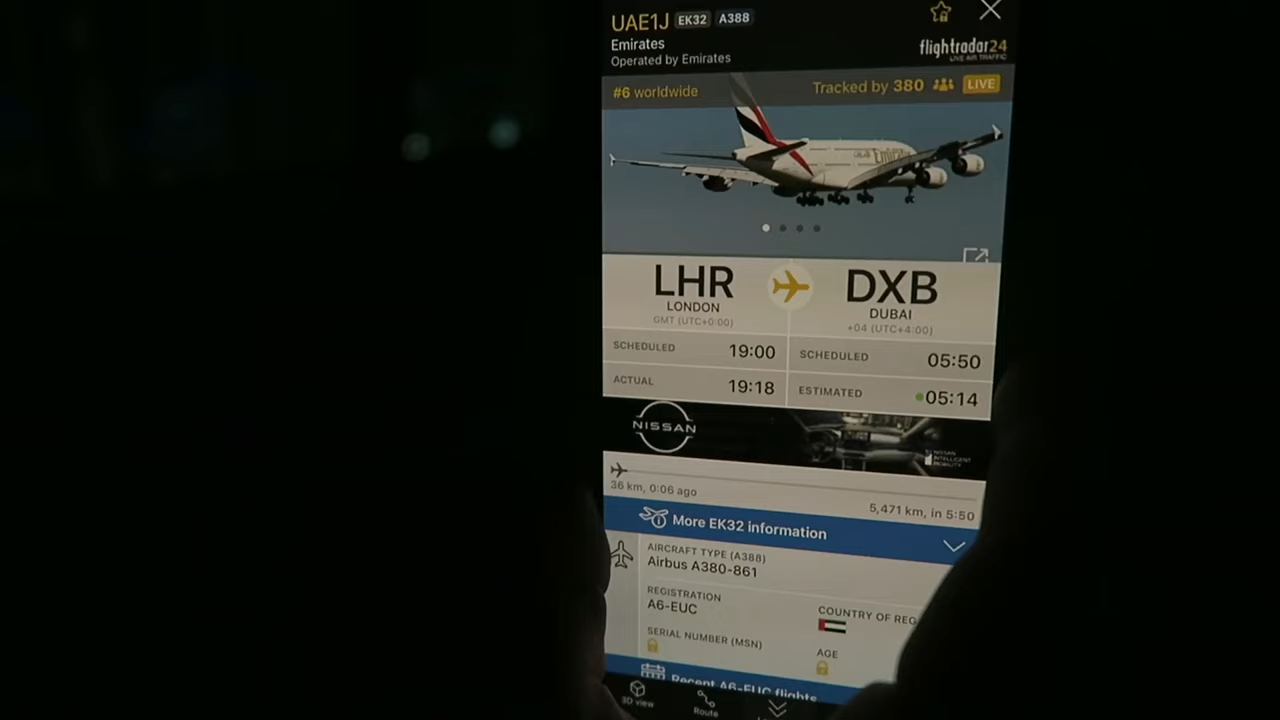 UAE1J EK32 A388
Emirates
Operated by Emirates
flightradar24
LIVE AIR TRAFFIC
#6 worldwide
Tracked by 380 LIVE
Emirates
LHR
DXB
LONDON
DUBAI
GMT (UTC+0:00)
+04 (UTC+4:00)
SCHEDULED 19:00
SCHEDULED 05:50
ACTUAL 19:18
ESTIMATED 05:14
NISSAN
NISSAN
INTELLIGENT
MOBILITY
36 km, 0:06 ago
5,471 km, in 5:50
More EK32 information
AIRCRAFT TYPE (A388)
Airbus A380-861
REGISTRATION
A6-EUC
COUNTRY OF REG
SERIAL NUMBER (MSN)
AGE
Recent A6-EUC flights
3D view
Route